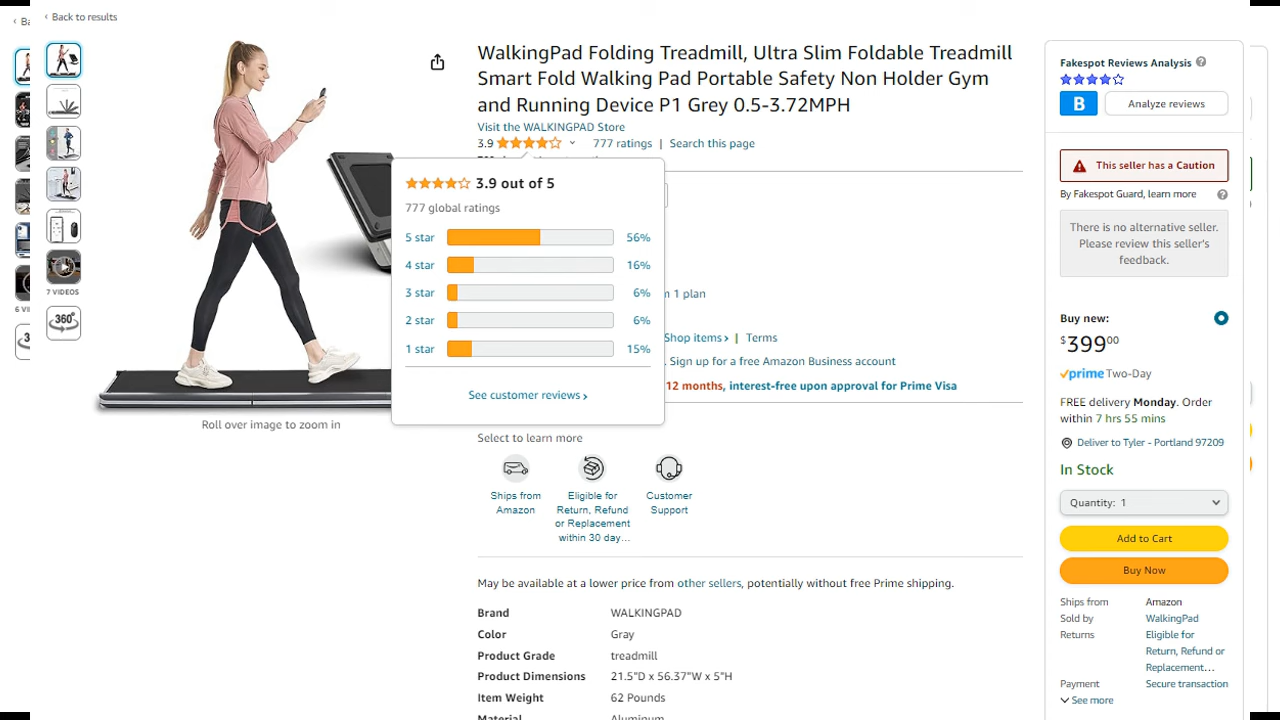 ‹ Back to results
‹ Ba
7 VIDEOS
6 VI
360°
Roll over image to zoom in
WalkingPad Folding Treadmill, Ultra Slim Foldable Treadmill
Smart Fold Walking Pad Portable Safety Non Holder Gym
and Running Device P1 Grey 0.5-3.72MPH
Visit the WALKINGPAD Store
3.9 777 ratings | Search this page
3.9 out of 5
777 global ratings
5 star 56%
4 star 16%
3 star 6%
2 star 6%
1 star 15%
See customer reviews ›
m 1 plan
Shop items › | Terms
. Sign up for a free Amazon Business account
12 months, interest-free upon approval for Prime Visa
Select to learn more
Ships from
Amazon
Eligible for
Return, Refund
or Replacement
within 30 day...
Customer
Support
May be available at a lower price from other sellers, potentially without free Prime shipping.
Brand WALKINGPAD
Color Gray
Product Grade treadmill
Product Dimensions 21.5"D x 56.37"W x 5"H
Item Weight 62 Pounds
Material Aluminum
Fakespot Reviews Analysis ?
B Analyze reviews
This seller has a Caution
By Fakespot Guard, learn more ?
There is no alternative seller.
Please review this seller's
feedback.
Buy new:
$39900
prime Two-Day
FREE delivery Monday. Order
within 7 hrs 55 mins
Deliver to Tyler - Portland 97209
In Stock
Quantity: 1
Add to Cart
Buy Now
Ships from Amazon
Sold by WalkingPad
Returns Eligible for
Return, Refund or
Replacement...
Payment Secure transaction
See more